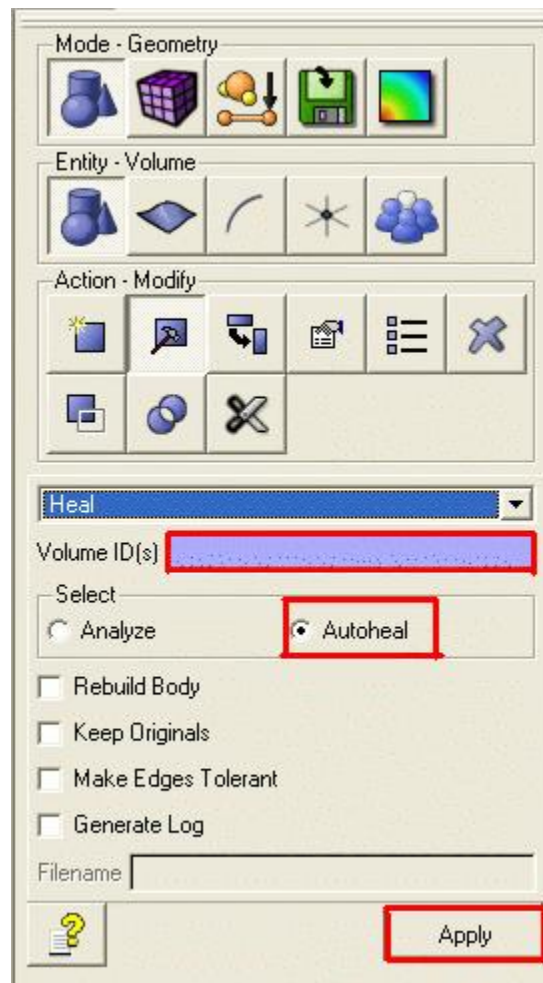 Mode - Geometry
Entity - Volume
Action - Modify
Heal
Volume ID(s)
Select
Analyze
Autoheal
Rebuild Body
Keep Originals
Make Edges Tolerant
Generate Log
Filename
Apply